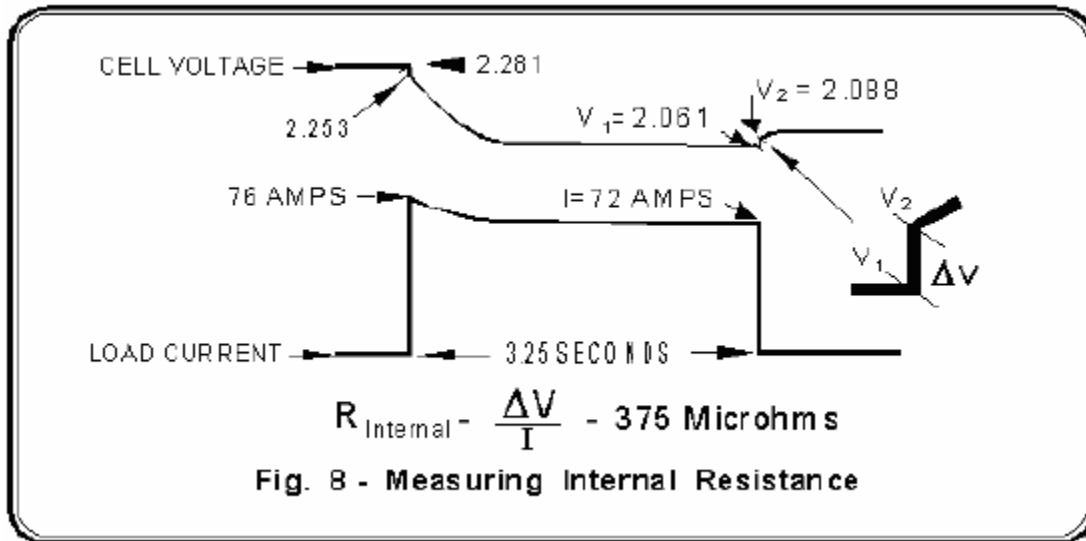 CELL VOLTAGE
2.281
2.253
V₁=2.061
V₂ = 2.088
76 AMPS
I=72 AMPS
V₂
V₁
ΔV
LOAD CURRENT
3.25 SECONDS
R Internal - ΔV/I - 375 Microhms
Fig. 8 - Measuring Internal Resistance